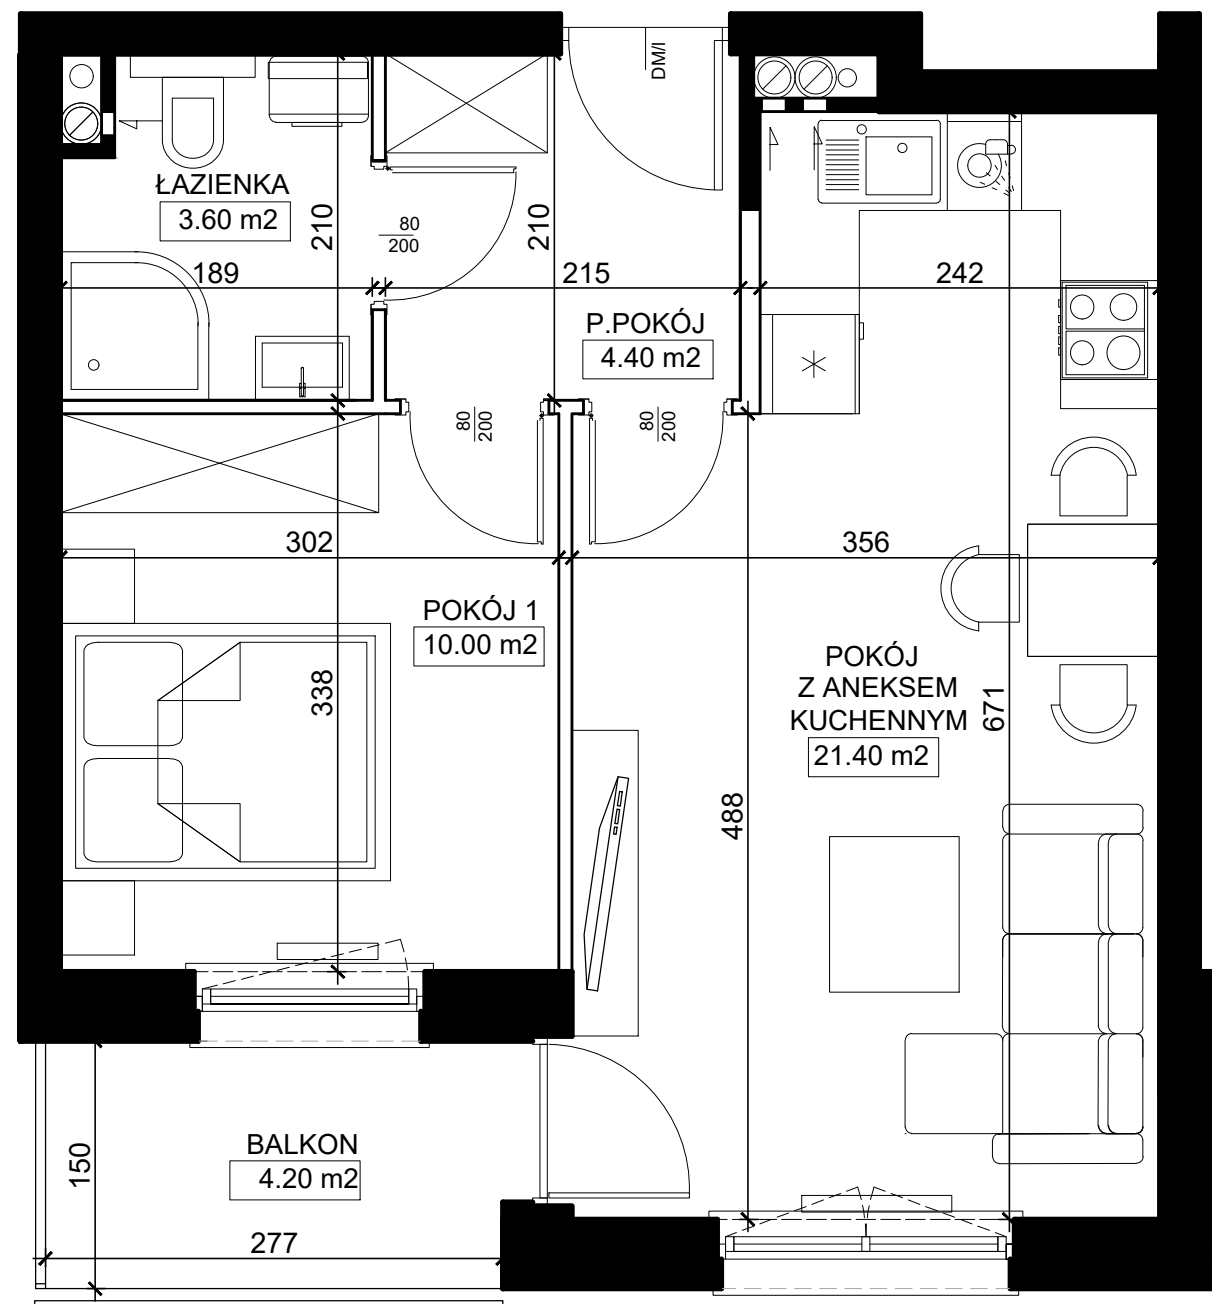 DM/I
ŁAZIENKA
3.60 m2
210
80
200
210
189
215
242
P.POKÓJ
4.40 m2
80
200
80
200
302
356
POKÓJ 1
10.00 m2
338
POKÓJ
Z ANEKSEM
KUCHENNYM
21.40 m2
671
488
BALKON
4.20 m2
150
277